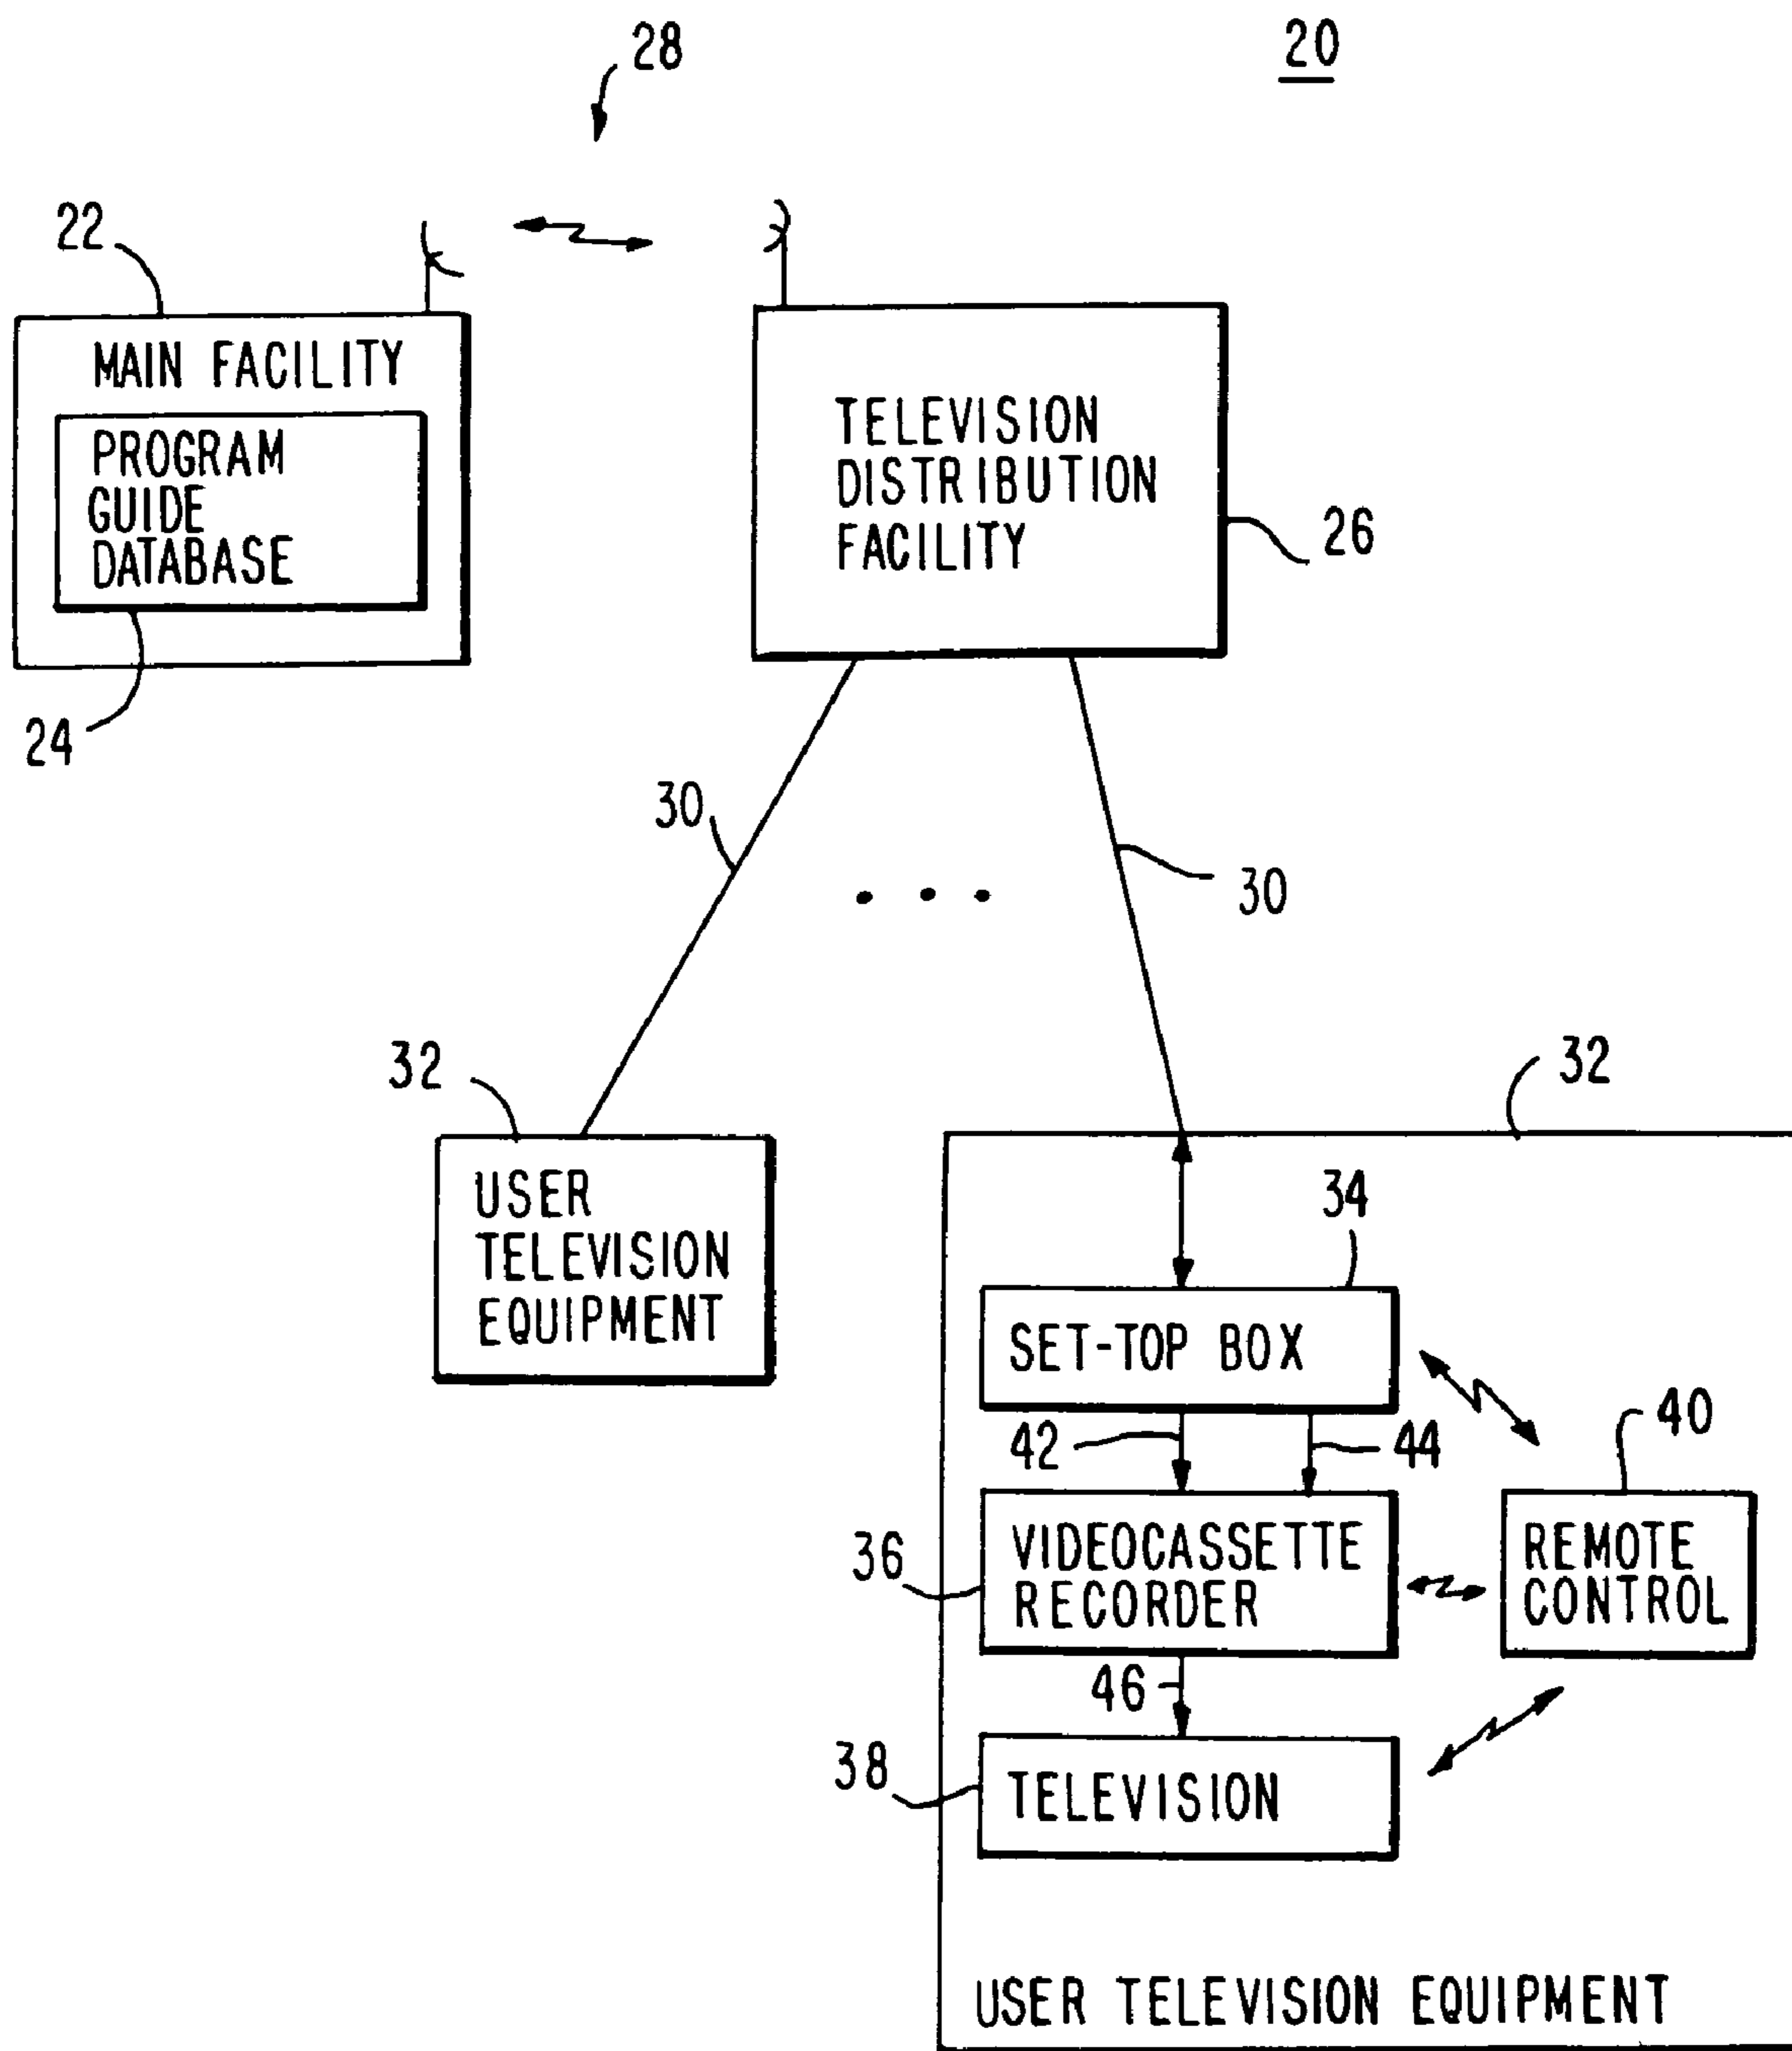 28
20
22
MAIN FACILITY
PROGRAM
GUIDE
DATABASE
24
TELEVISION
DISTRIBUTION
FACILITY
26
30
30
32
USER
TELEVISION
EQUIPMENT
32
34
SET-TOP BOX
42
44
40
36
VIDEOCASSETTE
RECORDER
REMOTE
CONTROL
46
38
TELEVISION
USER TELEVISION EQUIPMENT